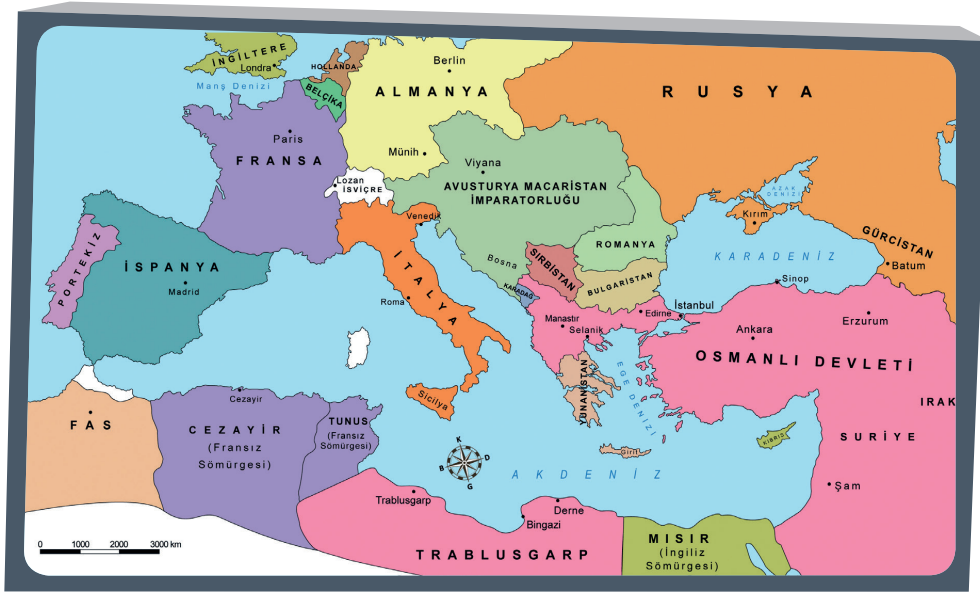 İNGİLTERE
Londra
Manş Denizi
HOLLANDA
BELÇİKA
Berlin
ALMANYA
Münih
RUSYA
Paris
FRANSA
Lozan
İSVİÇRE
Viyana
AVUSTURYA MACARİSTAN
İMPARATORLUĞU
Venedik
AZAK
DENİZİ
Kırım
GÜRCİSTAN
Batum
KARADENİZ
Sinop
ROMANYA
SIRBİSTAN
BULGARİSTAN
Bosna
KARADAĞ
PORTEKİZ
İSPANYA
Madrid
İTALYA
Roma
Sicilya
Manastır
Selanik
Edirne
İstanbul
Ankara
Erzurum
OSMANLI DEVLETİ
YUNANİSTAN
EGE DENİZİ
IRAK
SURİYE
Şam
KIBRIS
Girit
FAS
Cezayir
CEZAYİR
(Fransız
Sömürgesi)
TUNUS
(Fransız
Sömürgesi)
K
B
D
G
AKDENİZ
Trablusgarp
Derne
Bingazi
TRABLUSGARP
MISIR
(İngiliz
Sömürgesi)
0 1000 2000 3000 km